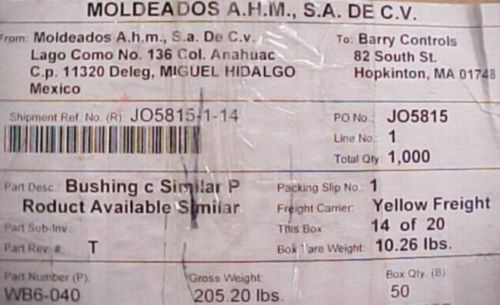 MOLDEADOS A.H.M., S.A. DE C.V.
From: Moldeados A.h.m., S.a. De C.v. To: Barry Controls
Lago Como No. 136 Col. Anahuac 82 South St.
C.p. 11320 Deleg, MIGUEL HIDALGO Hopkinton, MA 01748
Mexico
Shipment Ref. No. (R) JO5815-1-14 PO No. JO5815
Line No. 1
Total Qty 1,000
Part Desc. Bushing c Similar P Packing Slip No. 1
Roduct Available Similar Freight Carrier: Yellow Freight
Part Sub-Inv. This Box 14 of 20
Part Rev. #: T Box Tare Weight: 10.26 lbs.
Part Number (P): Gross Weight: Box Qty. (B)
WB6-040 205.20 lbs. 50